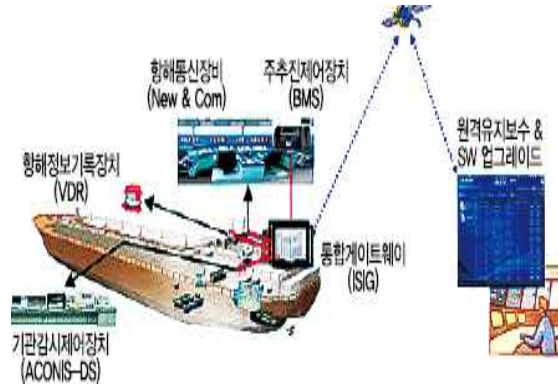 항해통신장비
(New & Com)
주추진제어장치
(BMS)
원격유지보수 &
SW 업그레이드
항해정보기록장치
(VDR)
통합게이트웨이
(ISIG)
기관감시제어장치
(ACONIS-DS)